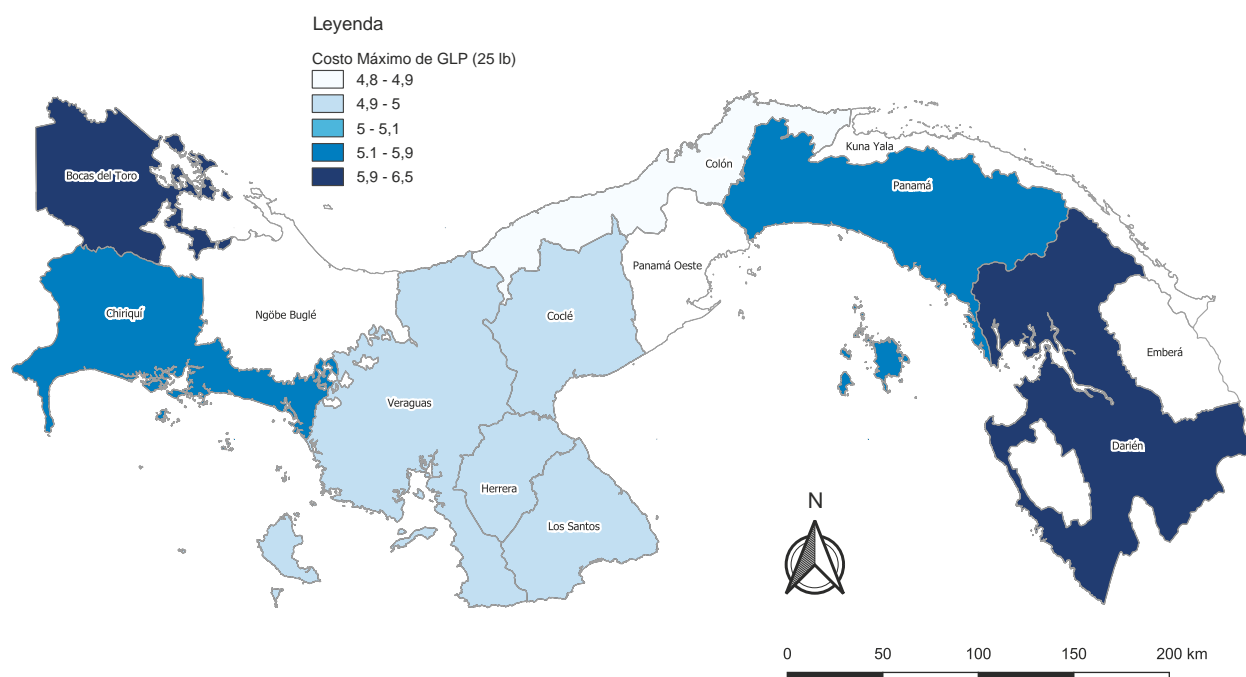 Leyenda
Costo Máximo de GLP (25 lb)
4,8 - 4,9
4,9 - 5
5 - 5,1
5.1 - 5,9
5,9 - 6,5
Bocas del Toro
Chiriquí
Ngöbe Buglé
Veraguas
Coclé
Herrera
Los Santos
Colón
Panamá Oeste
Kuna Yala
Panamá
Emberá
Darién
N
0 50 100 150 200 km